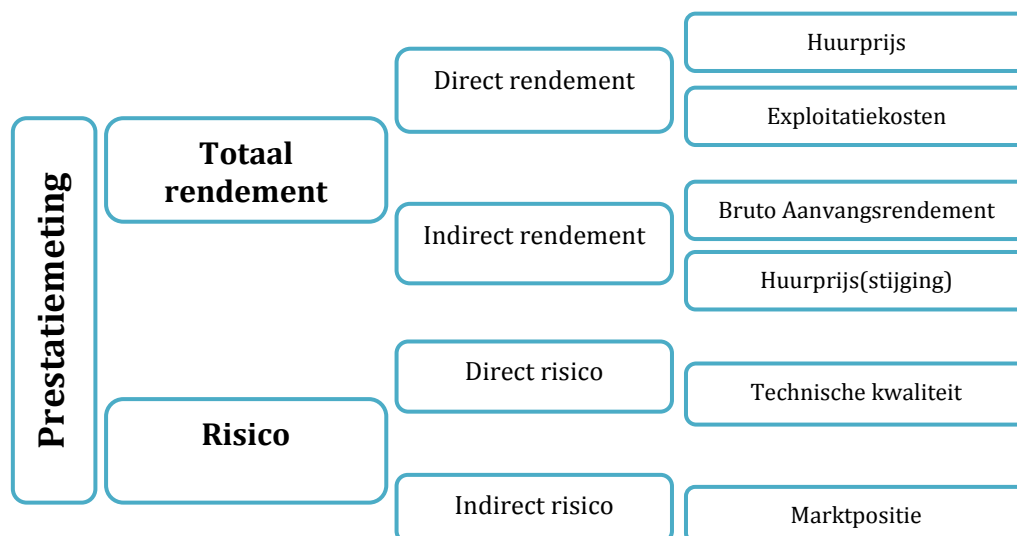 Prestatiemeting
Totaal
rendement
Direct rendement
Huurprijs
Exploitatiekosten
Indirect rendement
Bruto Aanvangsrendement
Huurprijs(stijging)
Risico
Direct risico
Technische kwaliteit
Indirect risico
Marktpositie